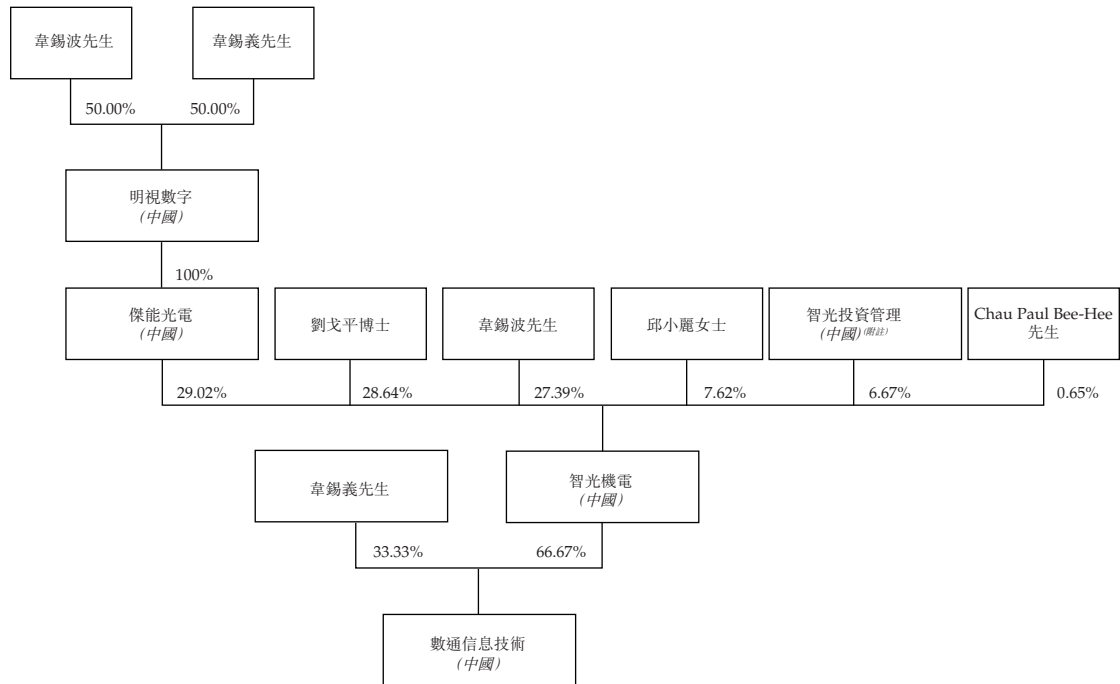 韋錫波先生
韋錫義先生
50.00%
50.00%
明視數字
(中國)
100%
傑能光電
(中國)
劉戈平博士
韋錫波先生
邱小麗女士
智光投資管理
(中國)(附註)
Chau Paul Bee-Hee
先生
29.02%
28.64%
27.39%
7.62%
6.67%
0.65%
韋錫義先生
智光機電
(中國)
33.33%
66.67%
數通信息技術
(中國)